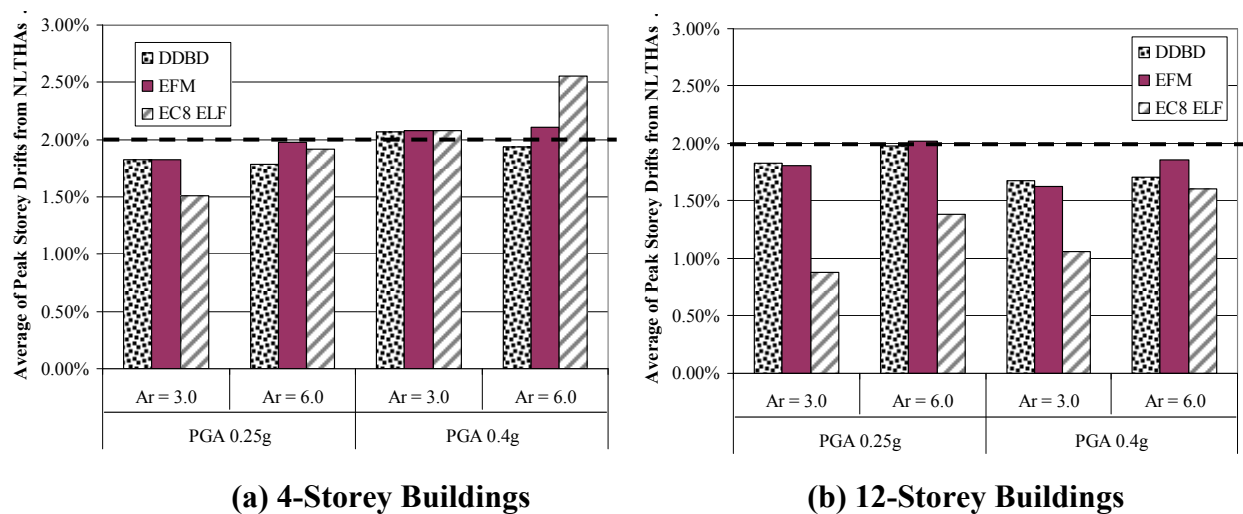 Average of Peak Storey Drifts from NLTHAs .
3.00%
2.50%
2.00%
1.50%
1.00%
0.50%
0.00%
DDBD
EFM
EC8 ELF
Ar = 3.0
Ar = 6.0
Ar = 3.0
Ar = 6.0
PGA 0.25g
PGA 0.4g
(a) 4-Storey Buildings
Average of Peak Storey Drifts from NLTHAs .
3.00%
2.50%
2.00%
1.50%
1.00%
0.50%
0.00%
DDBD
EFM
EC8 ELF
Ar = 3.0
Ar = 6.0
Ar = 3.0
Ar = 6.0
PGA 0.25g
PGA 0.4g
(b) 12-Storey Buildings